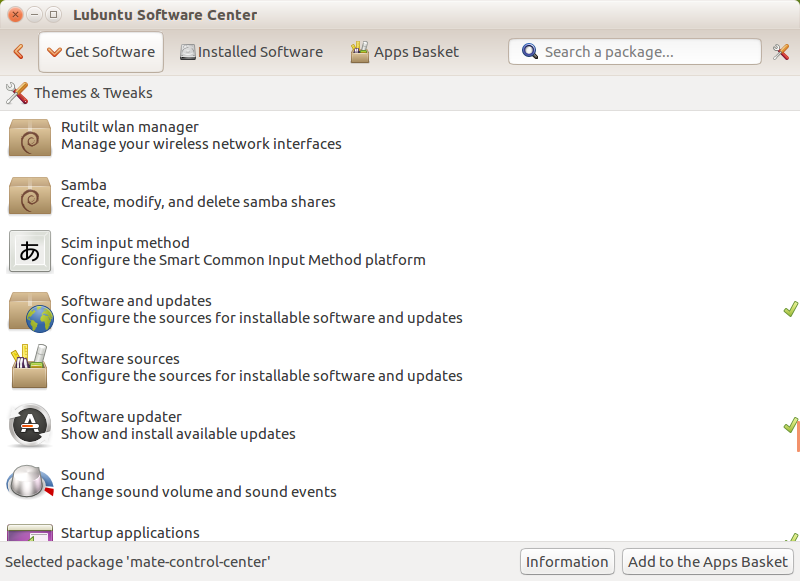 Lubuntu Software Center
Get Software
Installed Software
Apps Basket
Search a package...
Themes & Tweaks
Rutilt wlan manager
Manage your wireless network interfaces
Samba
Create, modify, and delete samba shares
あ
Scim input method
Configure the Smart Common Input Method platform
Software and updates
Configure the sources for installable software and updates
Software sources
Configure the sources for installable software and updates
A
Software updater
Show and install available updates
Sound
Change sound volume and sound events
Startup applications
Selected package 'mate-control-center'
Information
Add to the Apps Basket